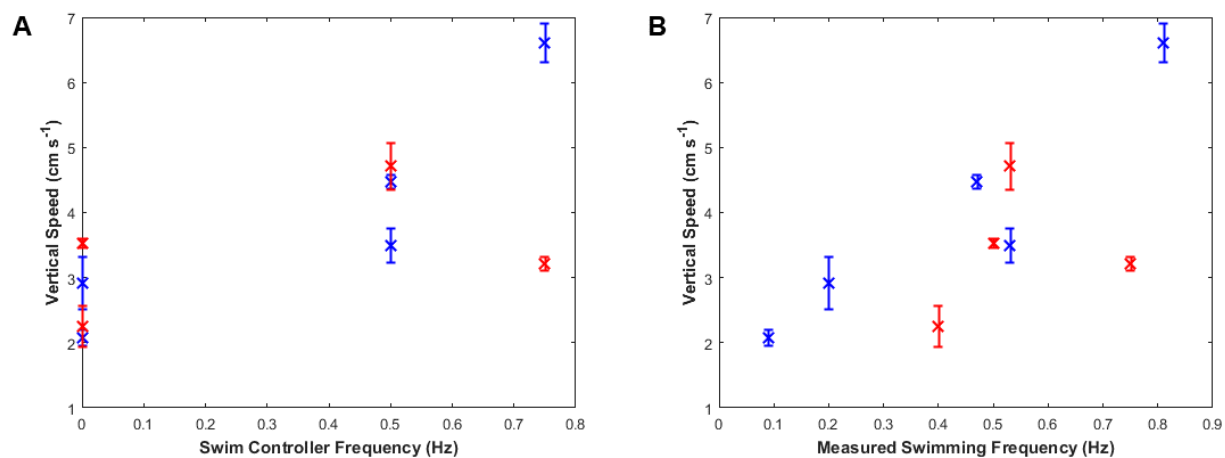 A
7
6
5
4
3
2
1
Vertical Speed (cm s⁻¹)
0 0.1 0.2 0.3 0.4 0.5 0.6 0.7 0.8
Swim Controller Frequency (Hz)
B
7
6
5
4
3
2
1
Vertical Speed (cm s⁻¹)
0 0.1 0.2 0.3 0.4 0.5 0.6 0.7 0.8 0.9
Measured Swimming Frequency (Hz)